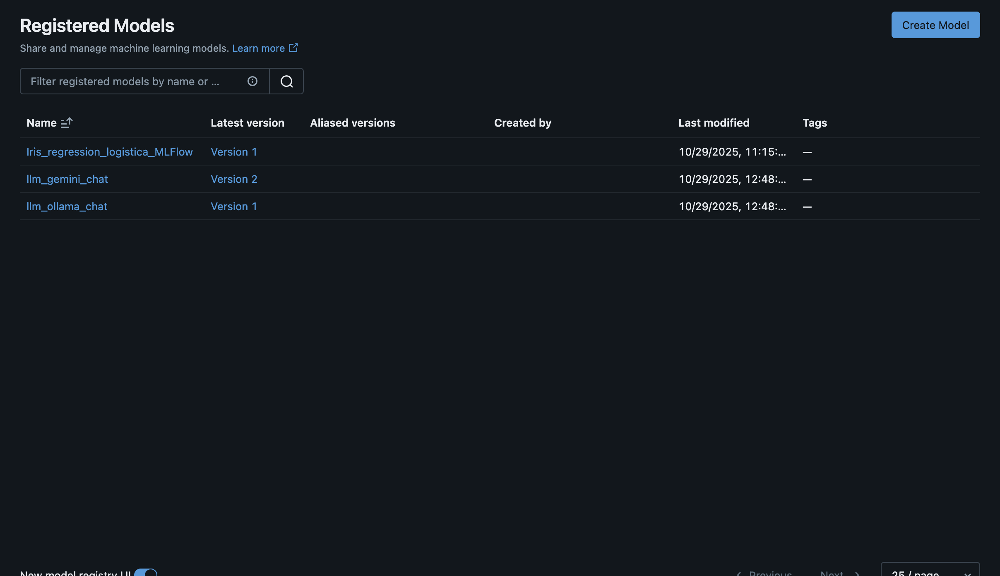 Registered Models
Create Model
Share and manage machine learning models. Learn more
Filter registered models by name or ...
Name Latest version Aliased versions Created by Last modified Tags
Iris_regression_logistica_MLFlow Version 1 10/29/2025, 11:15:... —
llm_gemini_chat Version 2 10/29/2025, 12:48:... —
llm_ollama_chat Version 1 10/29/2025, 12:48:... —
New model registry UI Previous Next 25 / page